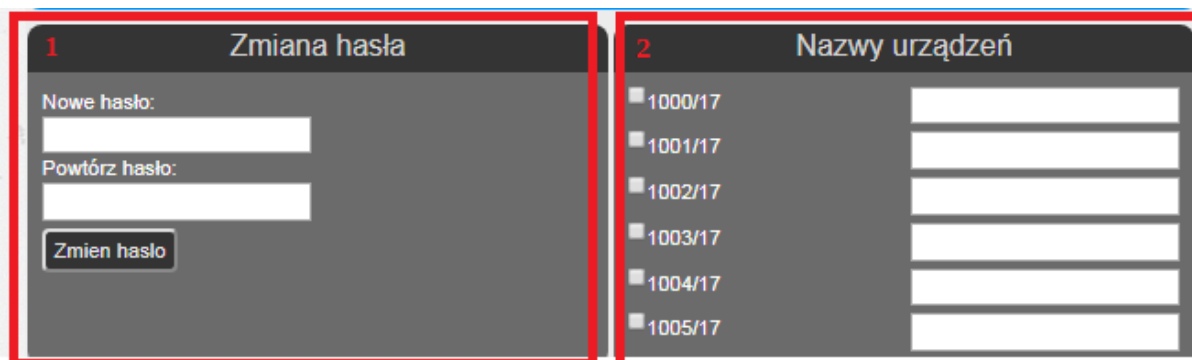 1 Zmiana hasła
Nowe hasło:
Powtórz hasło:
Zmien haslo
2 Nazwy urządzeń
1000/17
1001/17
1002/17
1003/17
1004/17
1005/17